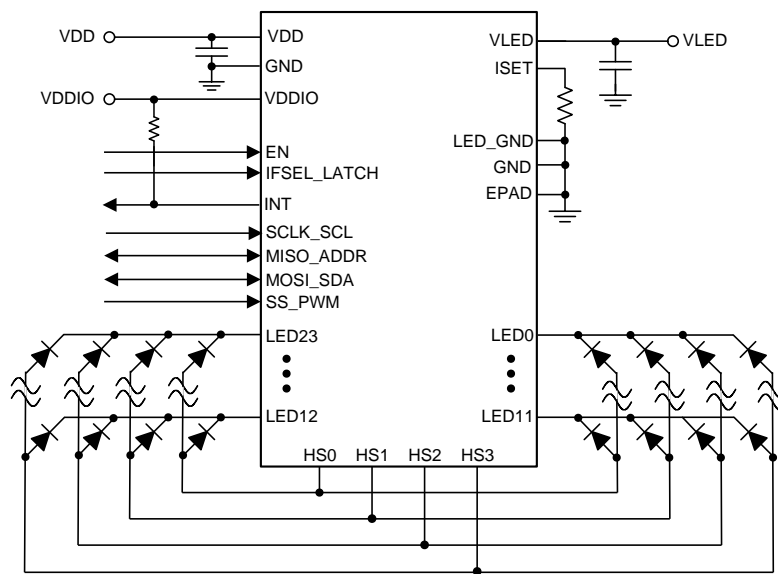 VDD
VDD
VLED
VLED
GND
ISET
VDDIO
VDDIO
LED_GND
EN
GND
IFSEL_LATCH
EPAD
INT
SCLK_SCL
MISO_ADDR
MOSI_SDA
SS_PWM
LED23
LED0
LED12
LED11
HS0
HS1
HS2
HS3